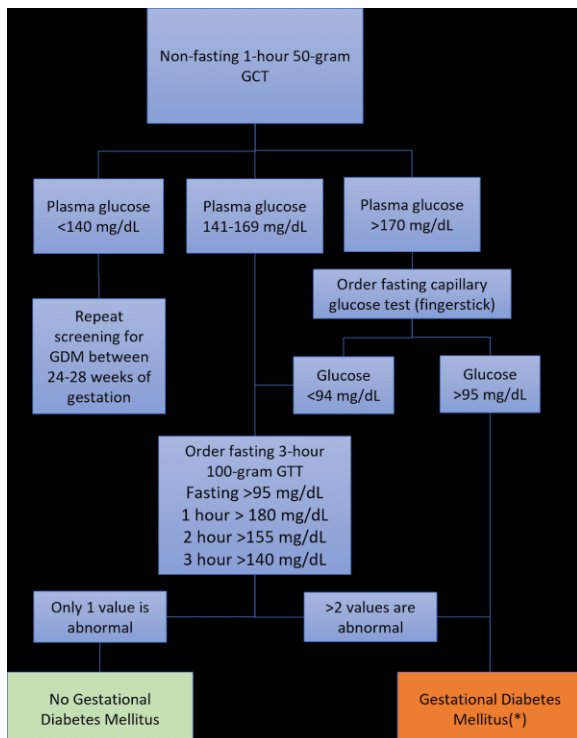 Non-fasting 1-hour 50-gram
GCT
Plasma glucose
<140 mg/dL
Plasma glucose
141-169 mg/dL
Plasma glucose
>170 mg/dL
Order fasting capillary
glucose test (fingerstick)
Repeat
screening for
GDM between
24-28 weeks of
gestation
Glucose
<94 mg/dL
Glucose
>95 mg/dL
Order fasting 3-hour
100-gram GTT
Fasting >95 mg/dL
1 hour > 180 mg/dL
2 hour >155 mg/dL
3 hour >140 mg/dL
Only 1 value is
abnormal
>2 values are
abnormal
No Gestational
Diabetes Mellitus
Gestational Diabetes
Mellitus(*)